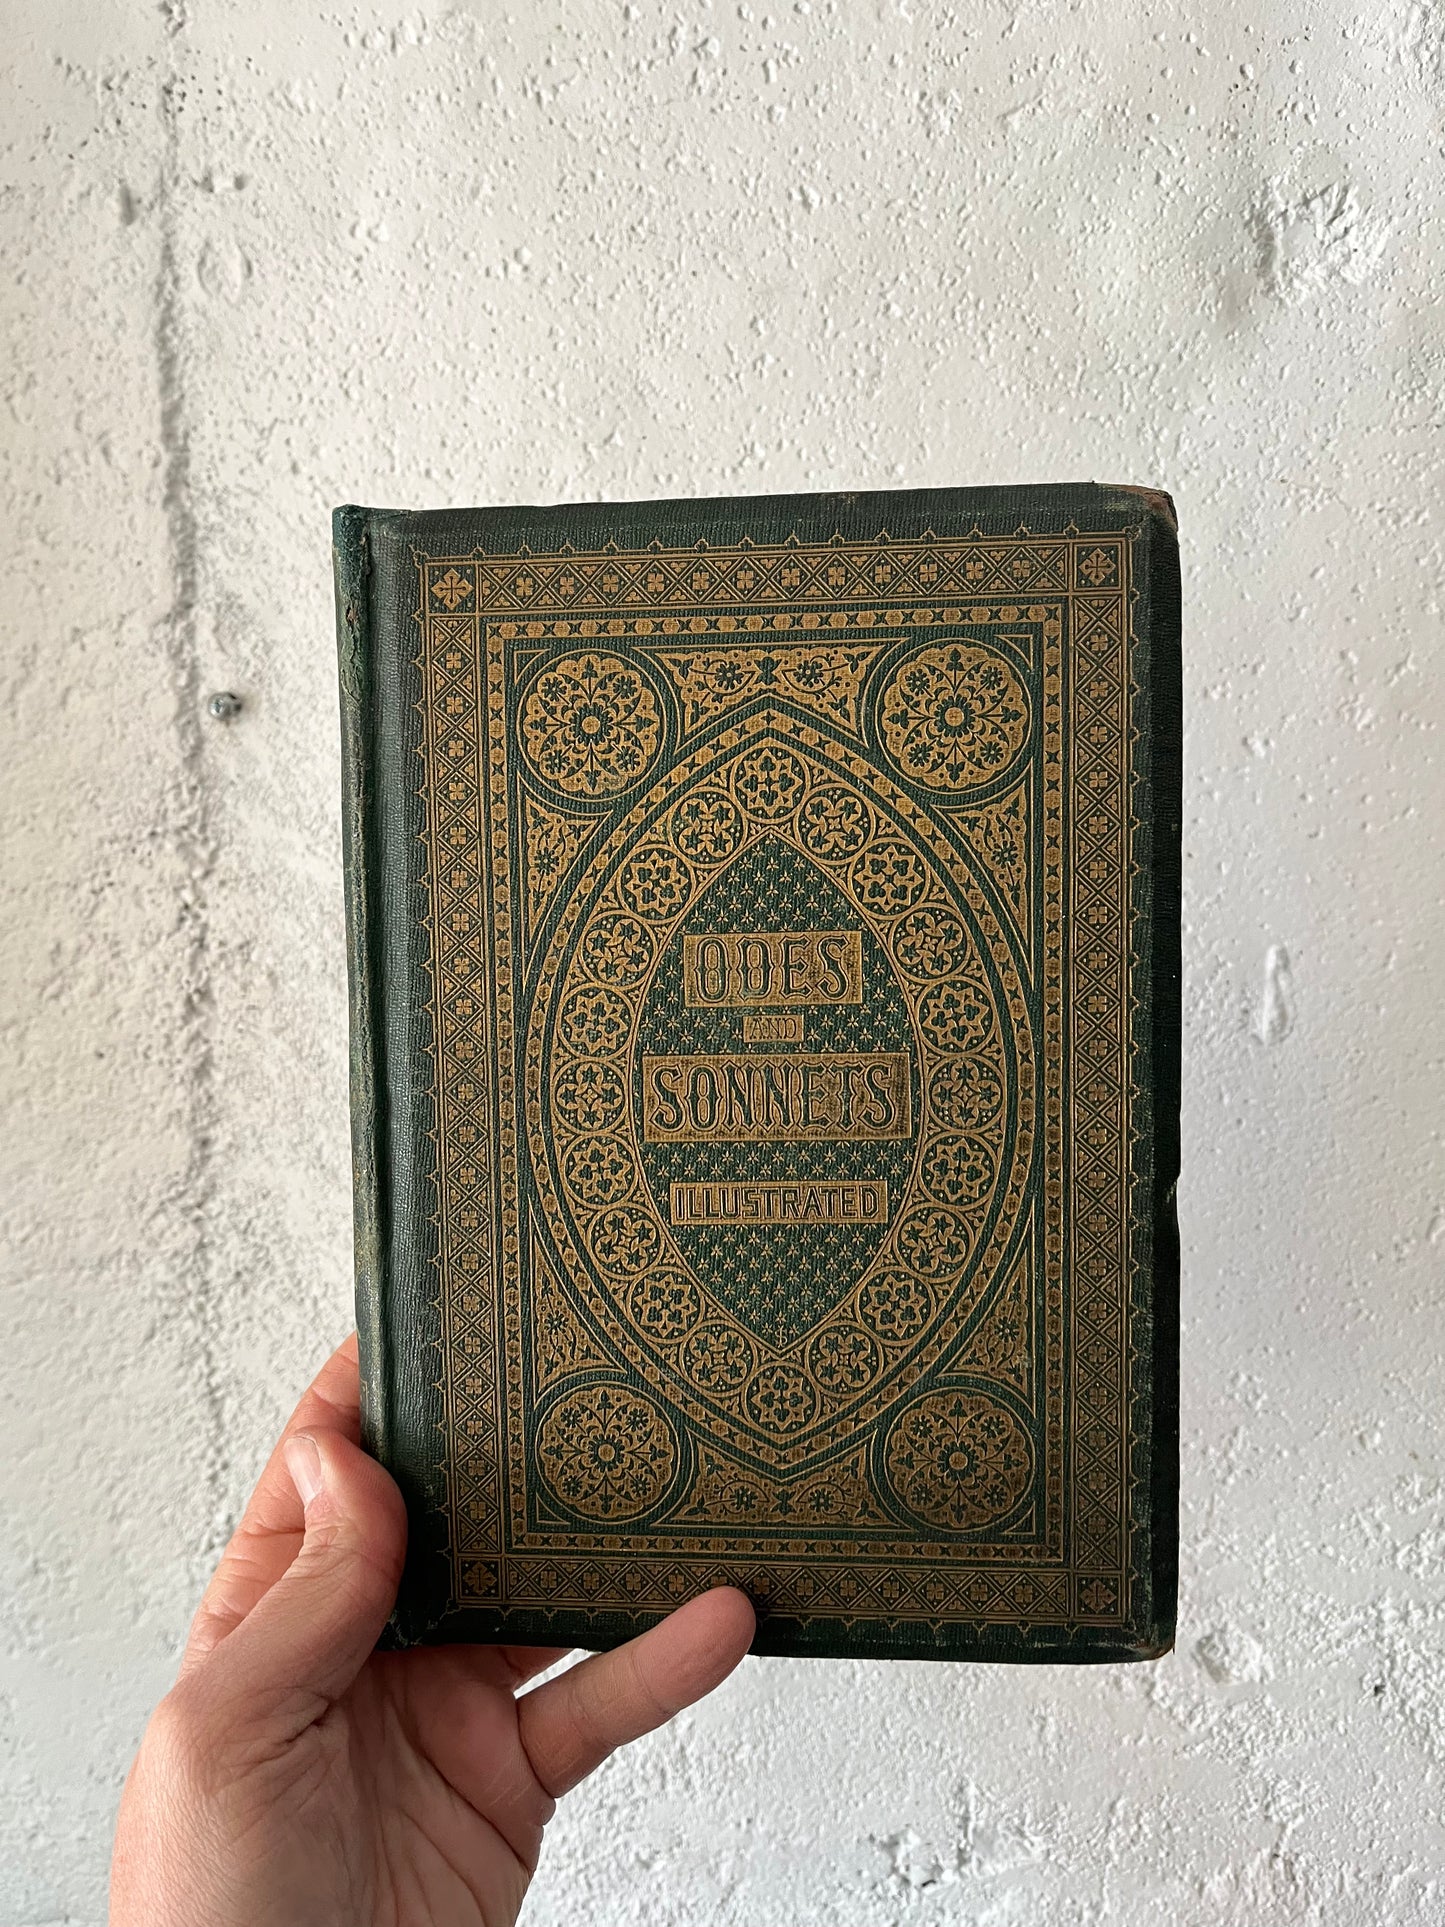 ODES
AND
SONNETS
ILLUSTRATED